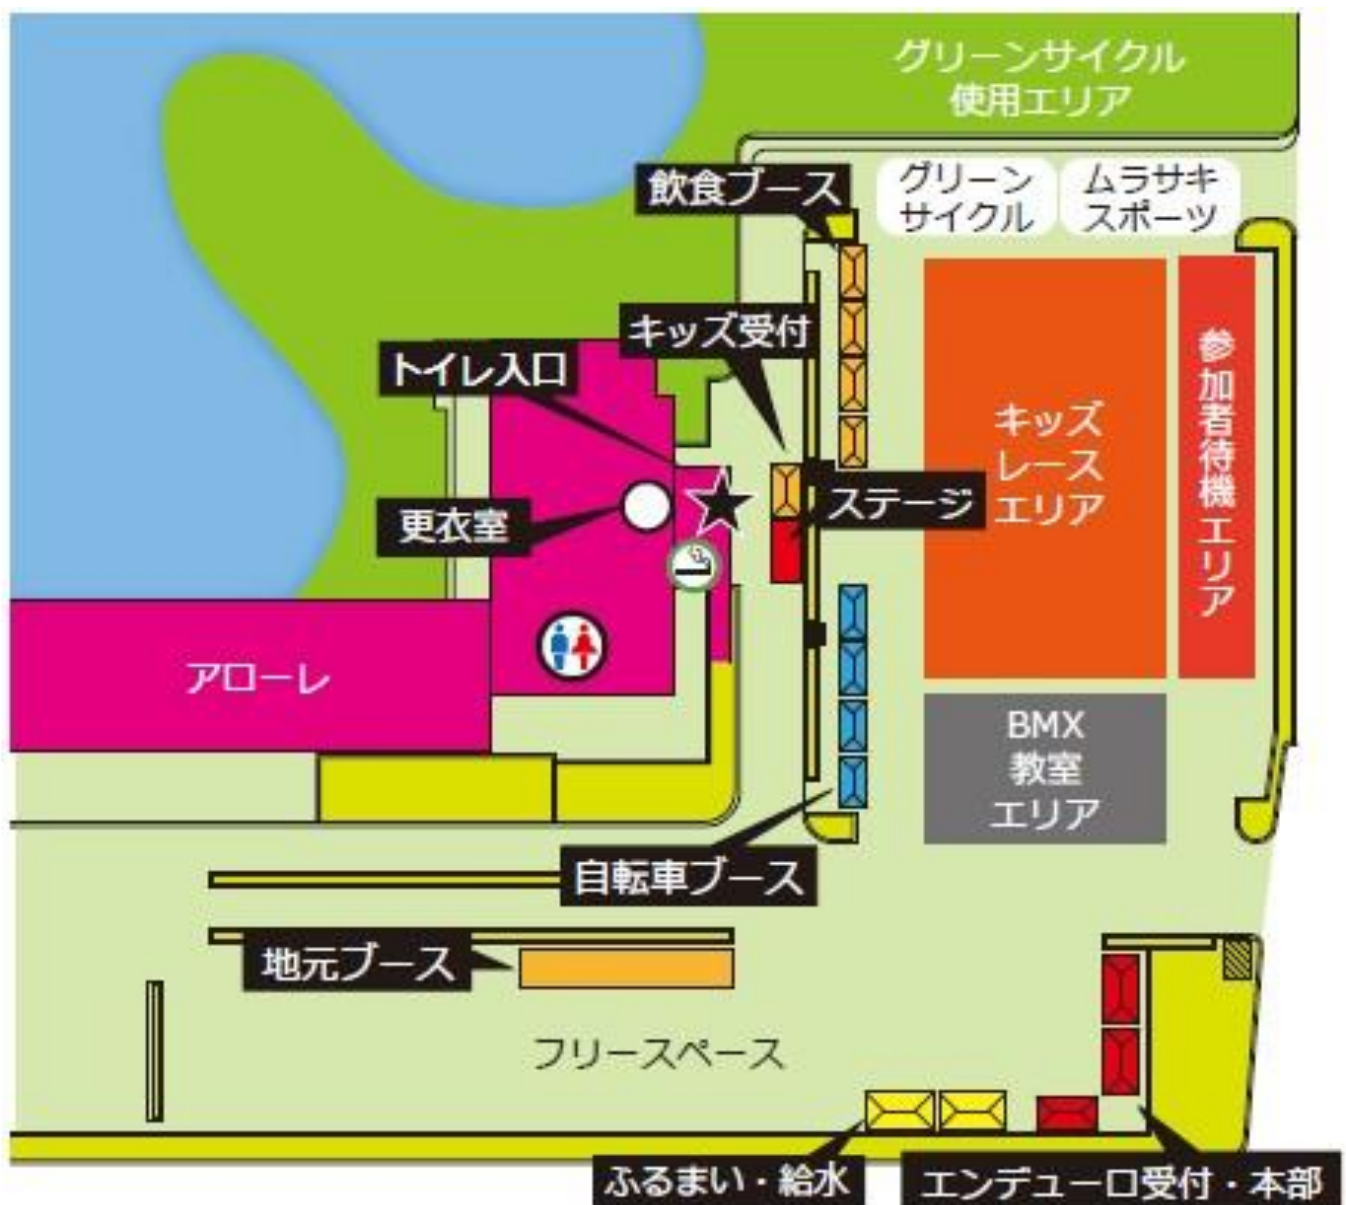 グリーンサイクル
使用エリア
飲食ブース
グリーン
サイクル
ムラサキ
スポーツ
キッズ受付
トイレ入口
参加者待機エリア
キッズ
レース
エリア
ステージ
更衣室
アローレ
BMX
教室
エリア
自転車ブース
地元ブース
フリースペース
ふるまい・給水
エンデューロ受付・本部